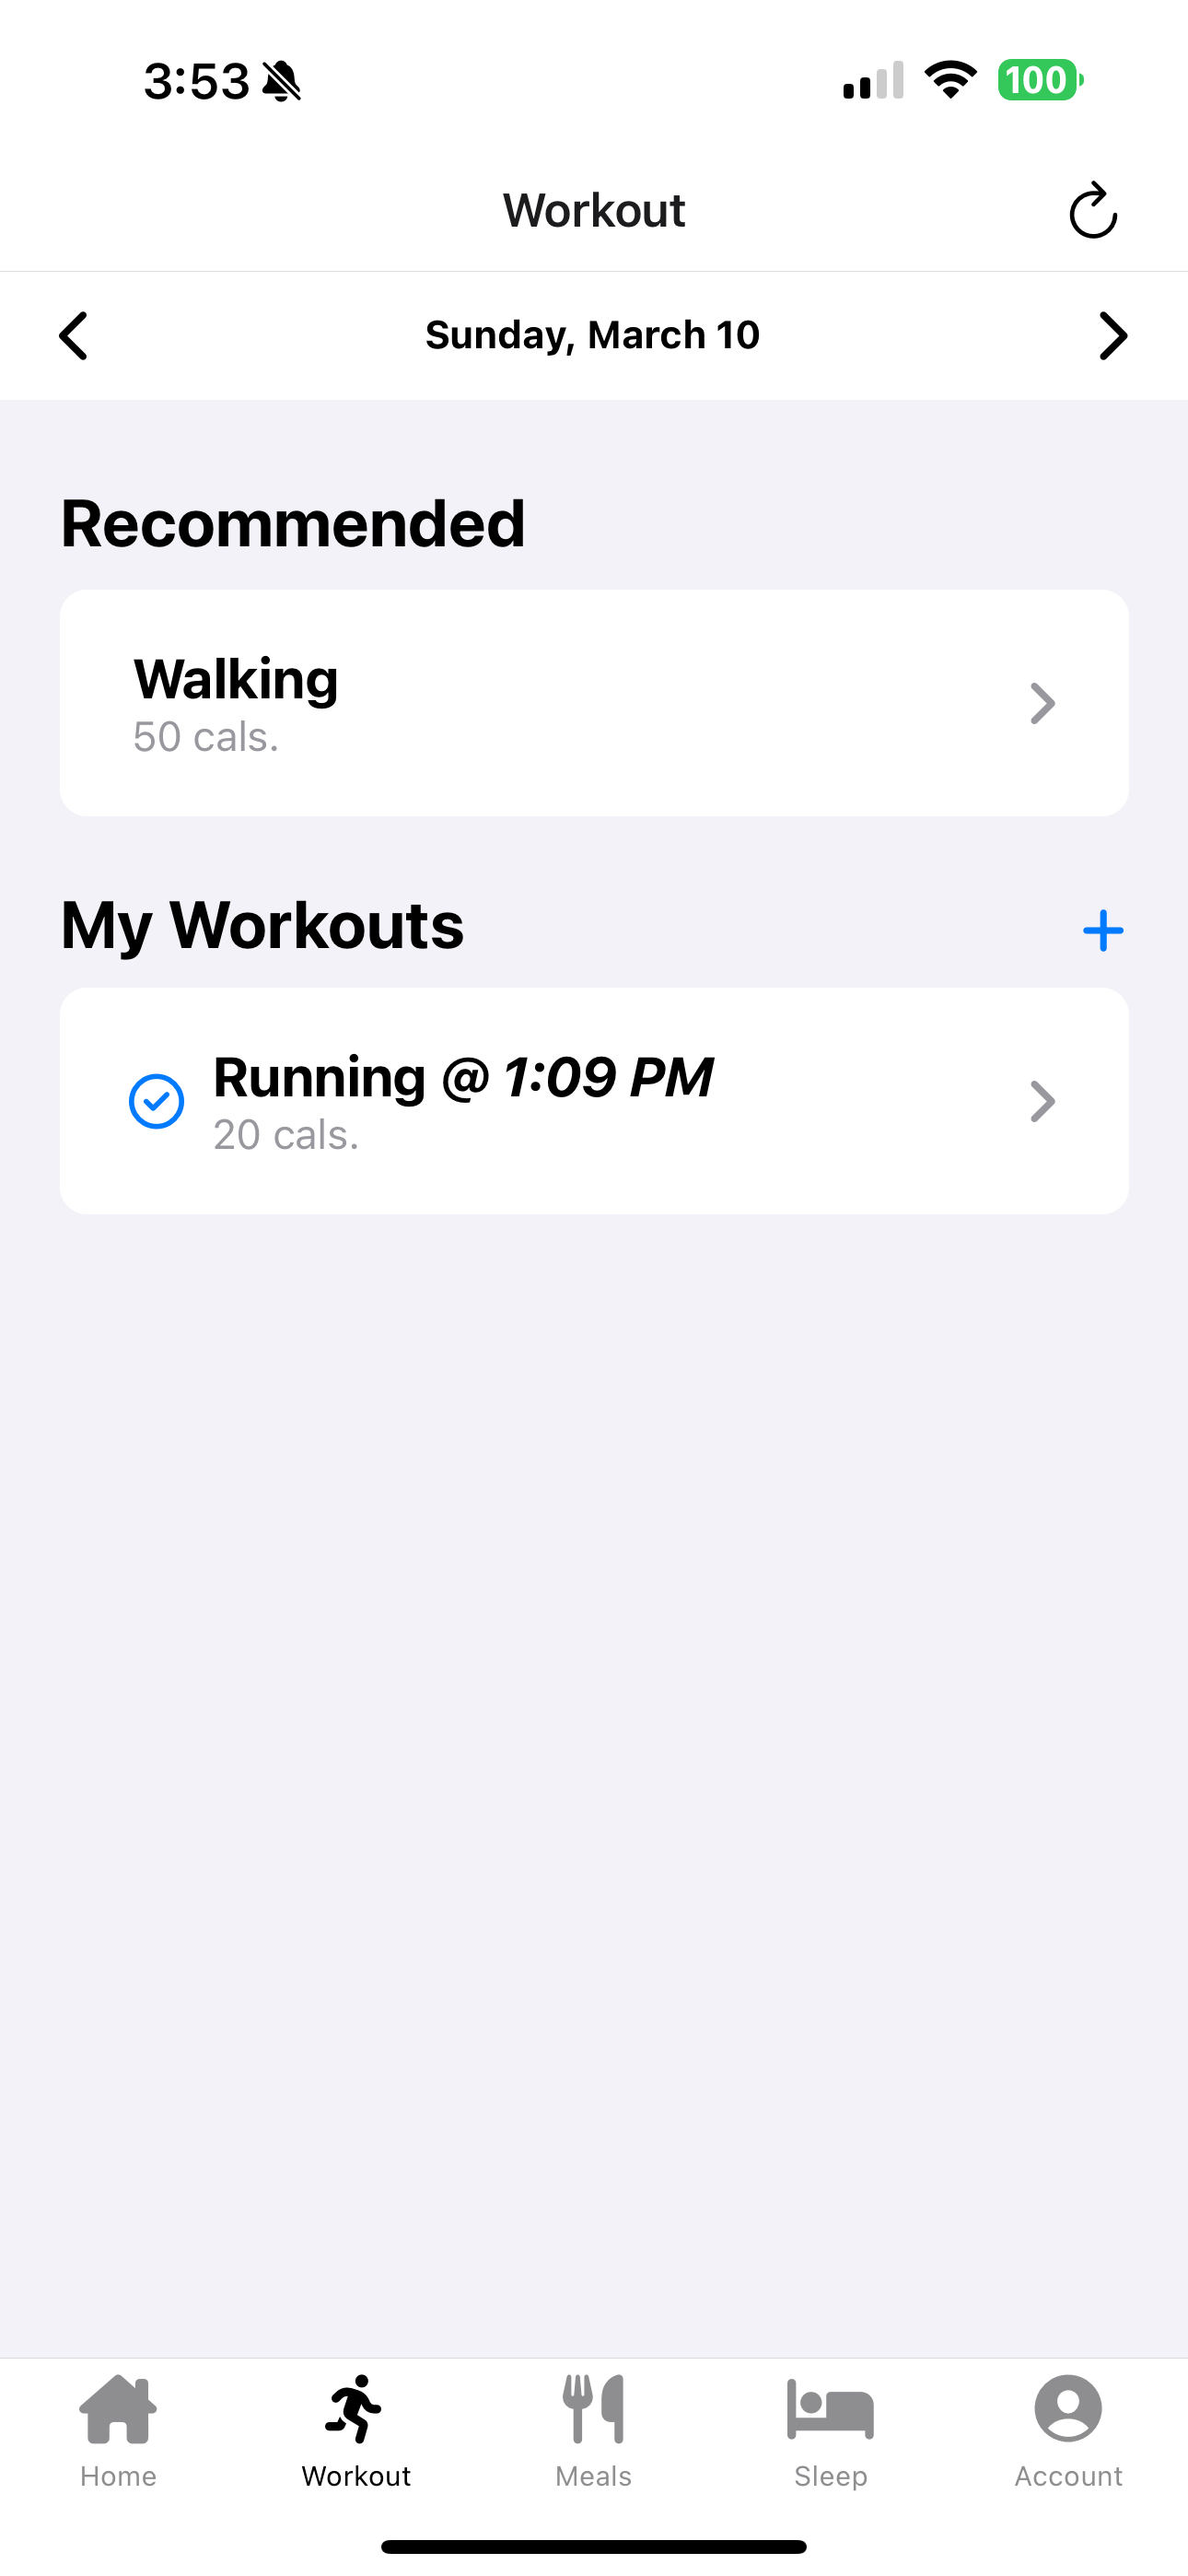 3:53
100
Workout
Sunday, March 10
Recommended
Walking
50 cals.
My Workouts
Running @ 1:09 PM
20 cals.
Home
Workout
Meals
Sleep
Account